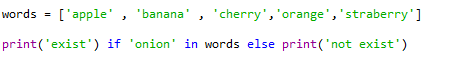 words = ['apple' , 'banana' , 'cherry','orange','straberry']
print('exist') if 'onion' in words else print('not exist')